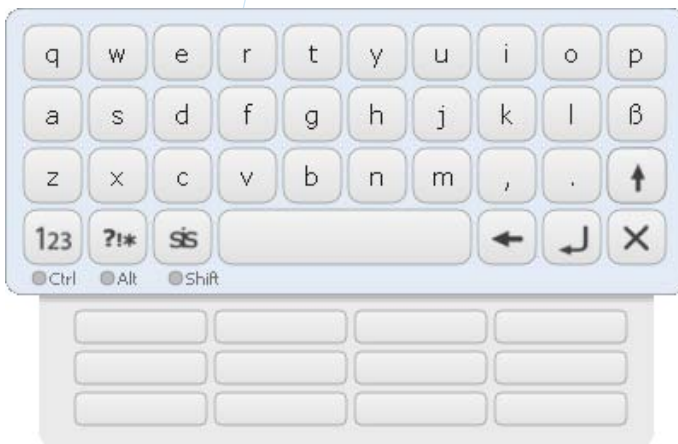 q w e r t y u i o p
a s d f g h j k l ß
z x c v b n m , .
123 ?!* SiS
Ctrl Alt Shift